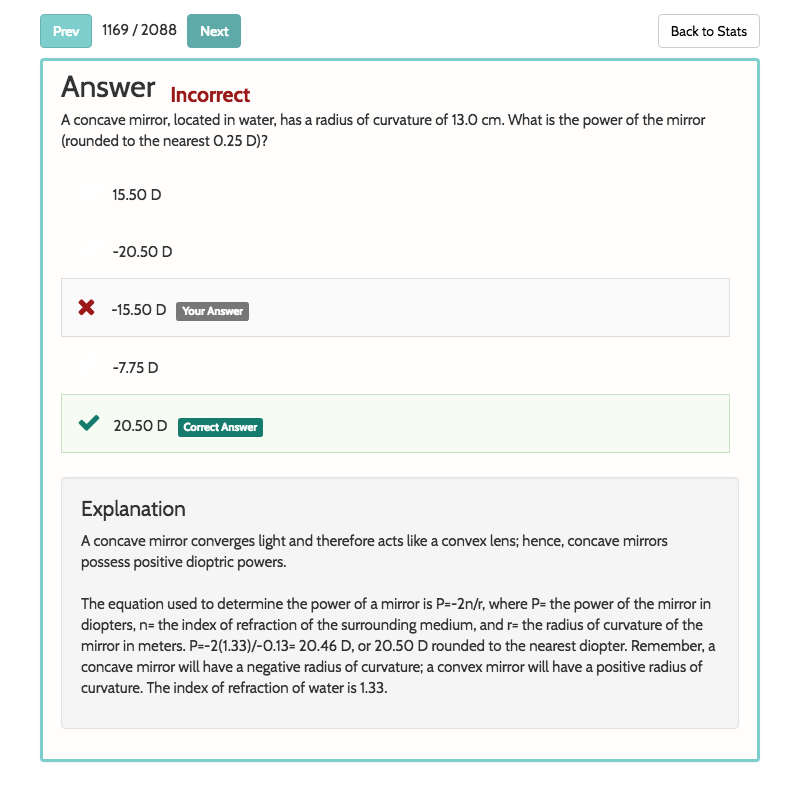 Prev 1169 / 2088 Next Back to Stats
Answer Incorrect
A concave mirror, located in water, has a radius of curvature of 13.0 cm. What is the power of the mirror
(rounded to the nearest 0.25 D)?
15.50 D
-20.50 D
-15.50 D Your Answer
-7.75 D
20.50 D Correct Answer
Explanation
A concave mirror converges light and therefore acts like a convex lens; hence, concave mirrors
possess positive dioptric powers.
The equation used to determine the power of a mirror is P=-2n/r, where P= the power of the mirror in
diopters, n= the index of refraction of the surrounding medium, and r= the radius of curvature of the
mirror in meters. P=-2(1.33)/-0.13= 20.46 D, or 20.50 D rounded to the nearest diopter. Remember, a
concave mirror will have a negative radius of curvature; a convex mirror will have a positive radius of
curvature. The index of refraction of water is 1.33.